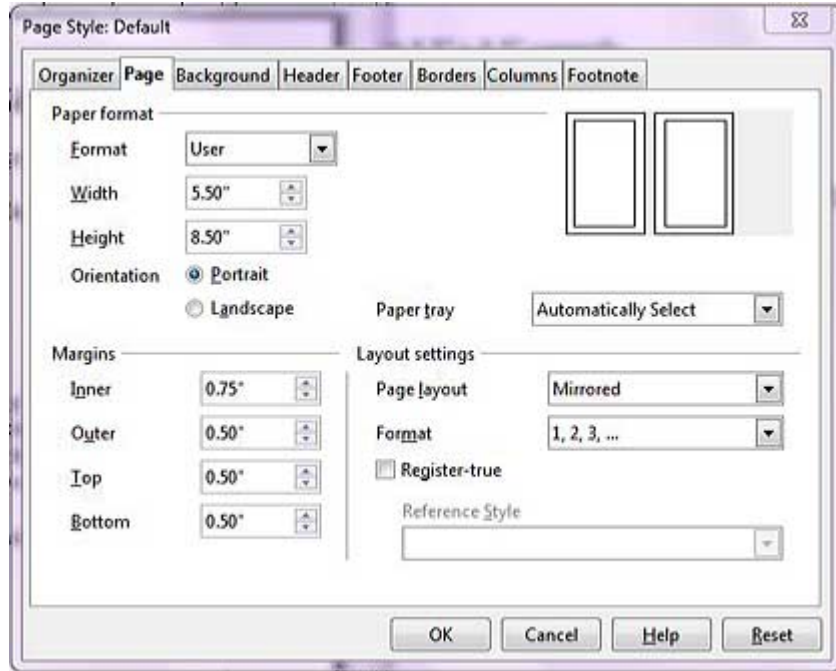 Page Style: Default
Organizer Page Background Header Footer Borders Columns Footnote
Paper format
Format User
Width 5.50"
Height 8.50"
Orientation Portrait
Landscape
Paper tray Automatically Select
Margins
Inner 0.75"
Outer 0.50"
Top 0.50"
Bottom 0.50"
Layout settings
Page layout Mirrored
Format 1, 2, 3, ...
Register-true
Reference Style
OK Cancel Help Reset